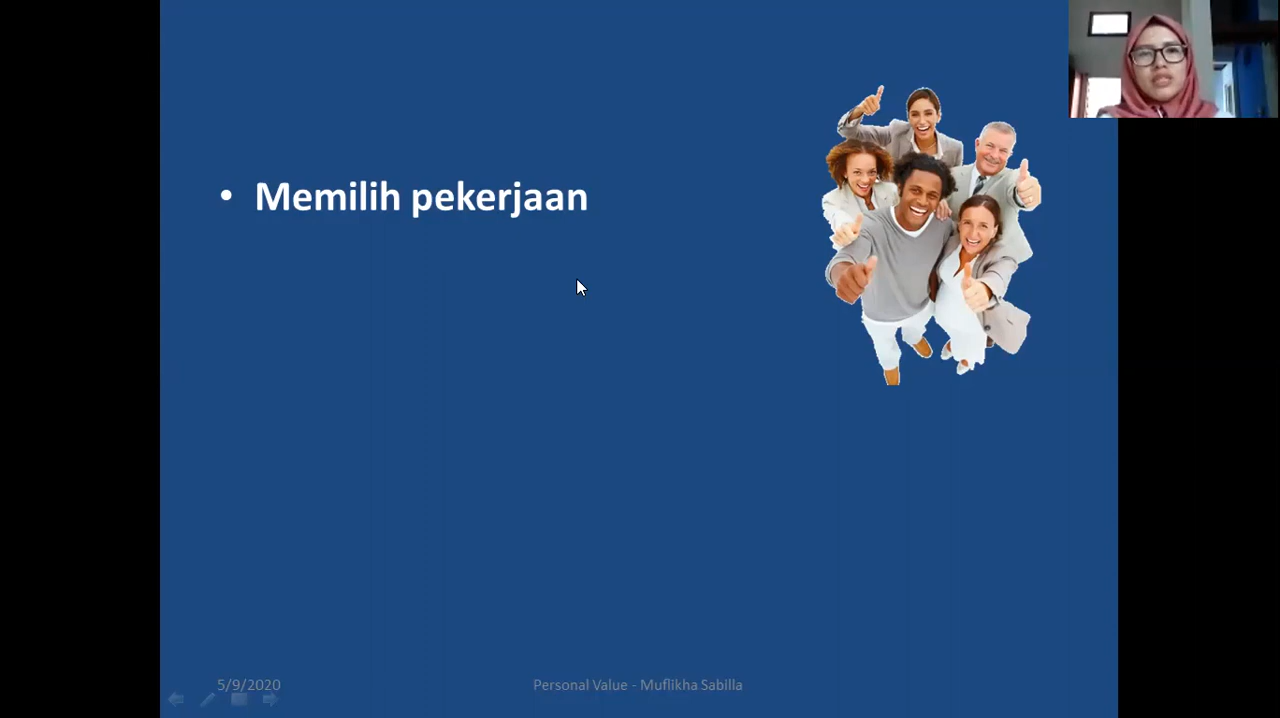 • Memilih pekerjaan
5/9/2020
Personal Value - Muflikha Sabilla